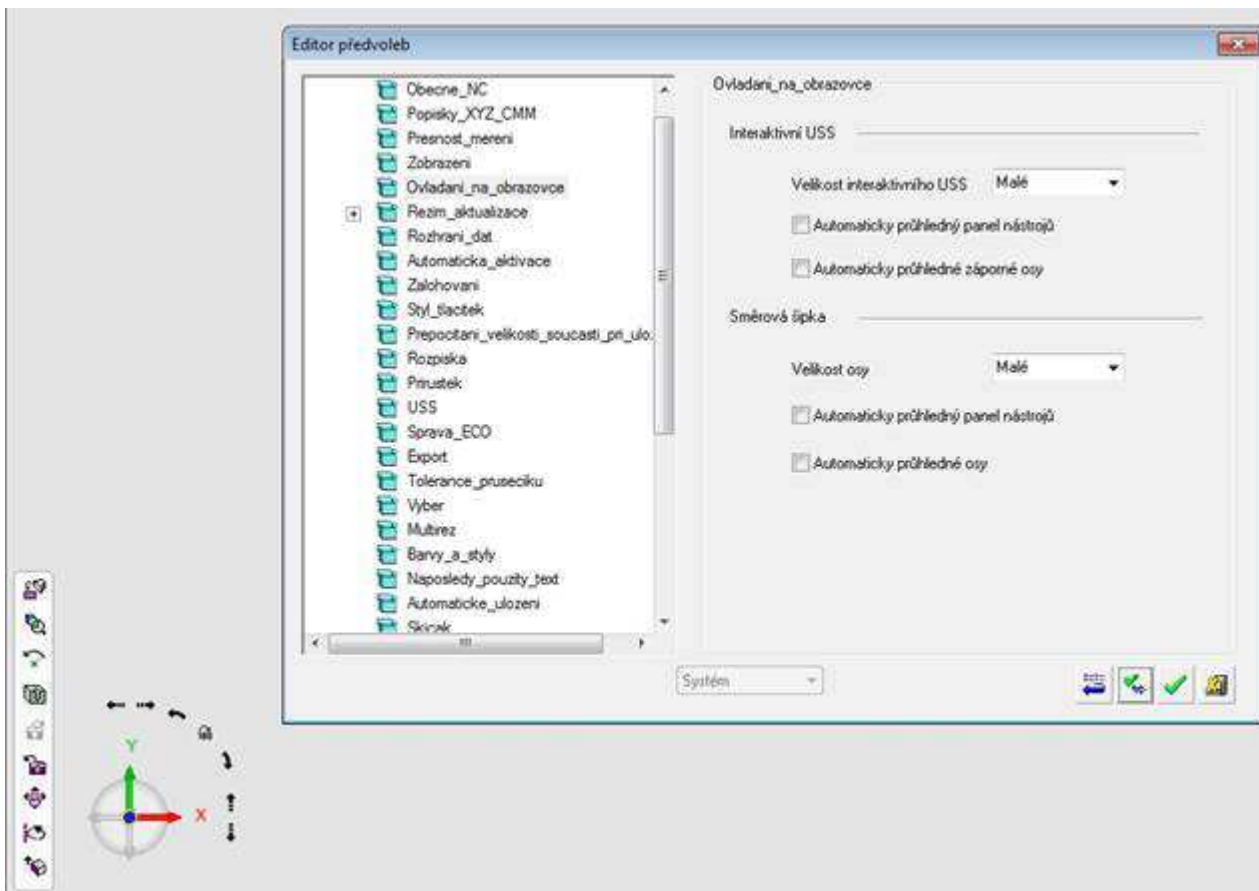 Editor předvoleb
Obecne_NC
Popisky_XYZ_CMM
Presnost_mereni
Zobrazeni
Ovladani_na_obrazovce
Rezim_aktualizace
Rozhrani_dat
Automaticka_aktivace
Zalohovani
Styl_tlacitek
Prepocitani_velikosti_soucasti_pri_ulo.
Rozpiska
Prirustek
USS
Sprava_ECO
Export
Tolerance_pruseciku
Vyber
Multirez
Barvy_a_styly
Naposledy_pouzity_text
Automaticke_ulozeni
Skicak
Ovladani_na_obrazovce
Interaktivní USS
Velikost interaktivního USS Malé
Automaticky průhledný panel nástrojů
Automaticky průhledné záporné osy
Směrová šipka
Velikost osy Malé
Automaticky průhledný panel nástrojů
Automaticky průhledné osy
Systém
Y
X